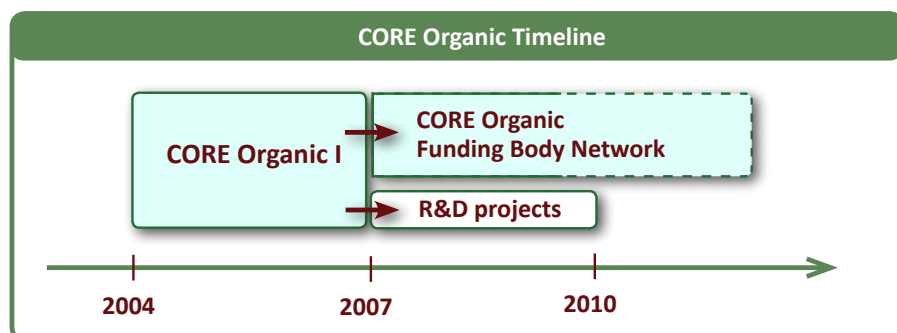 CORE Organic Timeline
CORE Organic I
CORE Organic
Funding Body Network
R&D projects
2004
2007
2010